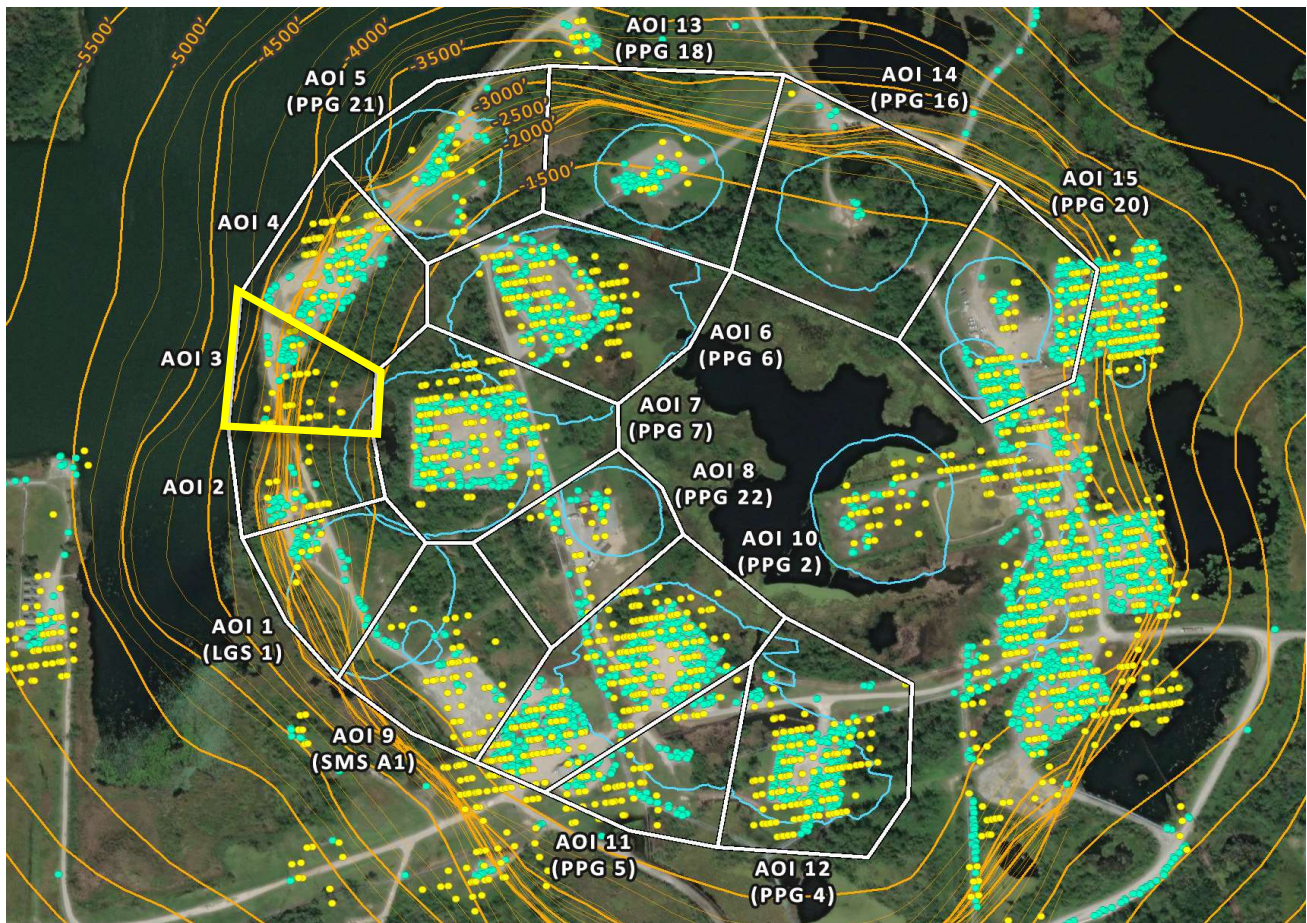 -5500'
-5000'
-4500'
-4000'
-3500'
-3000'
-2500'
-2000'
-1500'
AOI 13
(PPG 18)
AOI 5
(PPG 21)
AOI 14
(PPG 16)
AOI 15
(PPG 20)
AOI 4
AOI 3
AOI 6
(PPG 6)
AOI 7
(PPG 7)
AOI 8
(PPG 22)
AOI 2
AOI 10
(PPG 2)
AOI 1
(LGS 1)
AOI 9
(SMS A1)
AOI 11
(PPG 5)
AOI 12
(PPG 4)